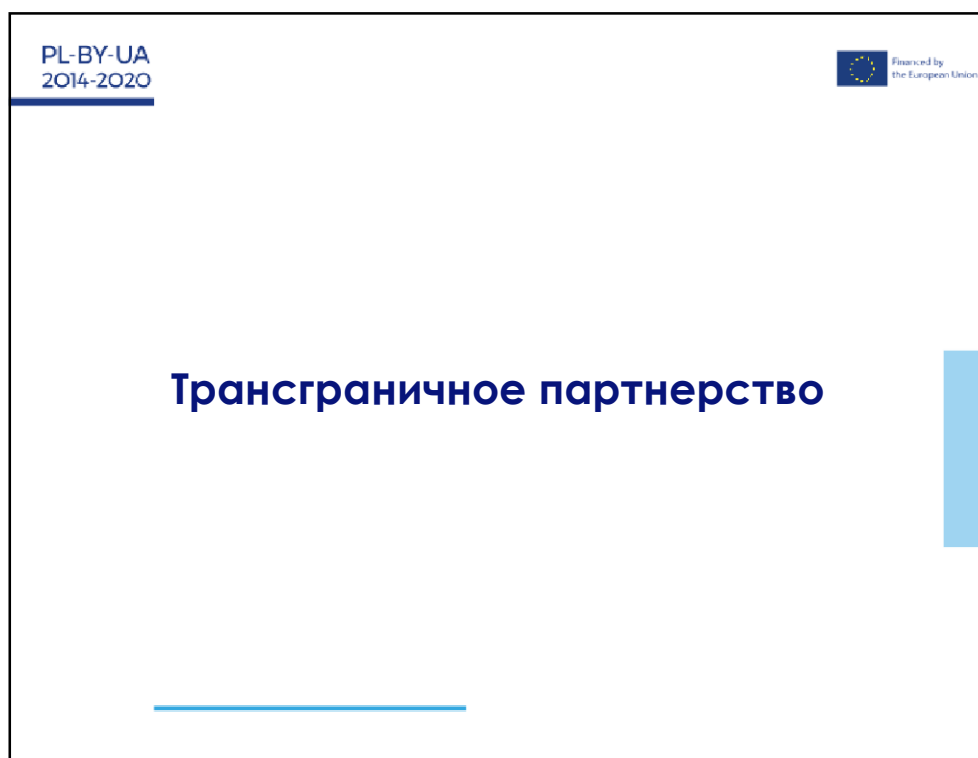 PL-BY-UA
2014-2020
Financed by
the European Union
Трансграничное партнерство